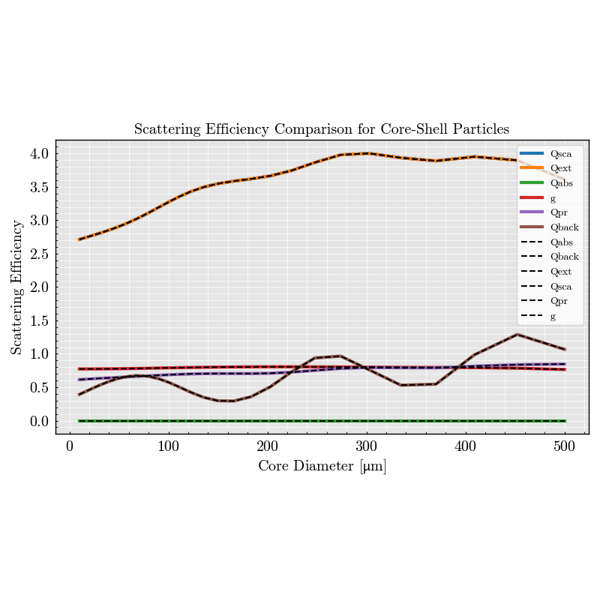 Scattering Efficiency Comparison for Core-Shell Particles
Scattering Efficiency
4.0
3.5
3.0
2.5
2.0
1.5
1.0
0.5
0.0
0
100
200
300
400
500
Core Diameter [µm]
Qsca
Qext
Qabs
g
Qpr
Qback
Qabs
Qback
Qext
Qsca
Qpr
g